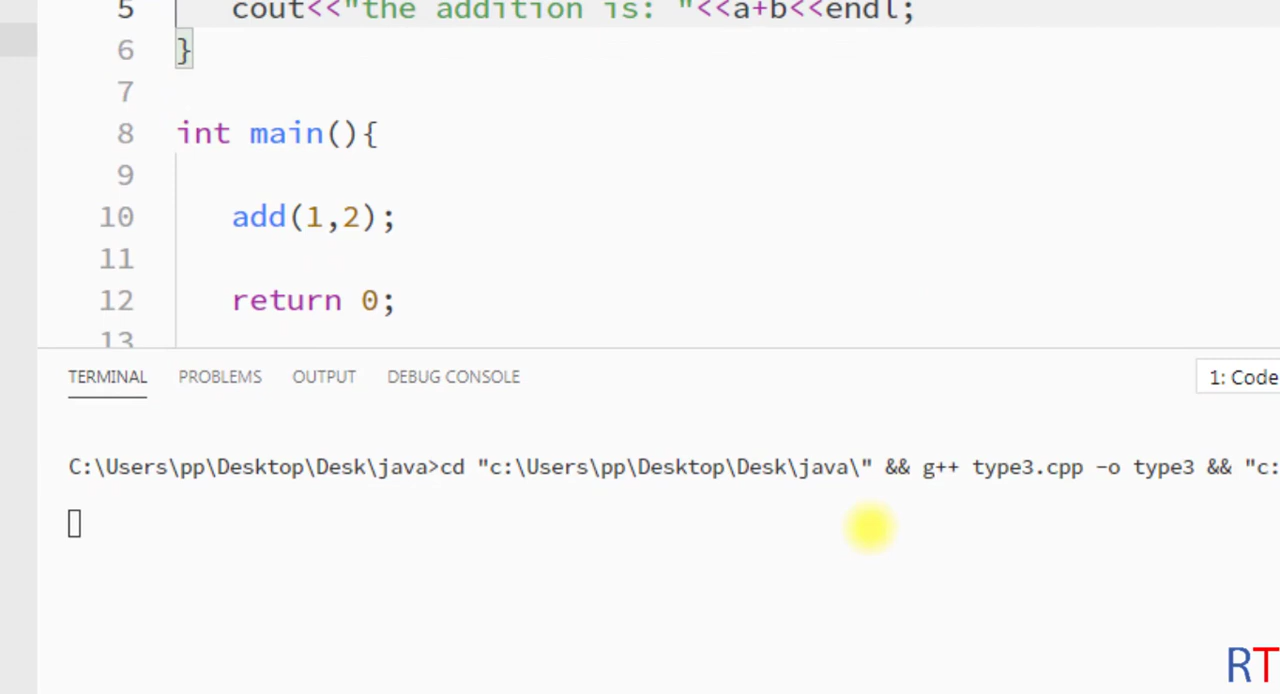 5 cout<<"the addition is: "<<a+b<<endl;
6 }
7
8 int main(){
9
10 add(1,2);
11
12 return 0;
13
TERMINAL PROBLEMS OUTPUT DEBUG CONSOLE 1: Code
C:\Users\pp\Desktop\Desk\java>cd "c:\Users\pp\Desktop\Desk\java\" && g++ type3.cpp -o type3 && "c:
RT